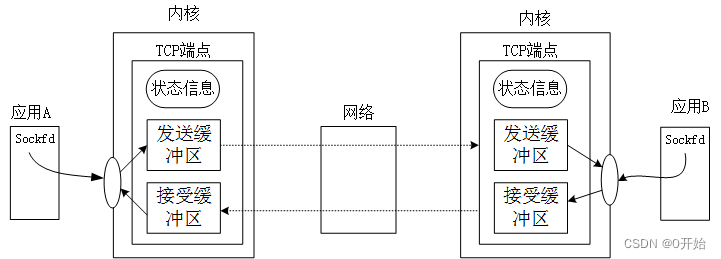 内核
内核
TCP端点
TCP端点
状态信息
状态信息
应用A
网络
应用B
Sockfd
发送缓
冲区
发送缓
冲区
Sockfd
接受缓
冲区
接受缓
冲区
CSDN @0开始